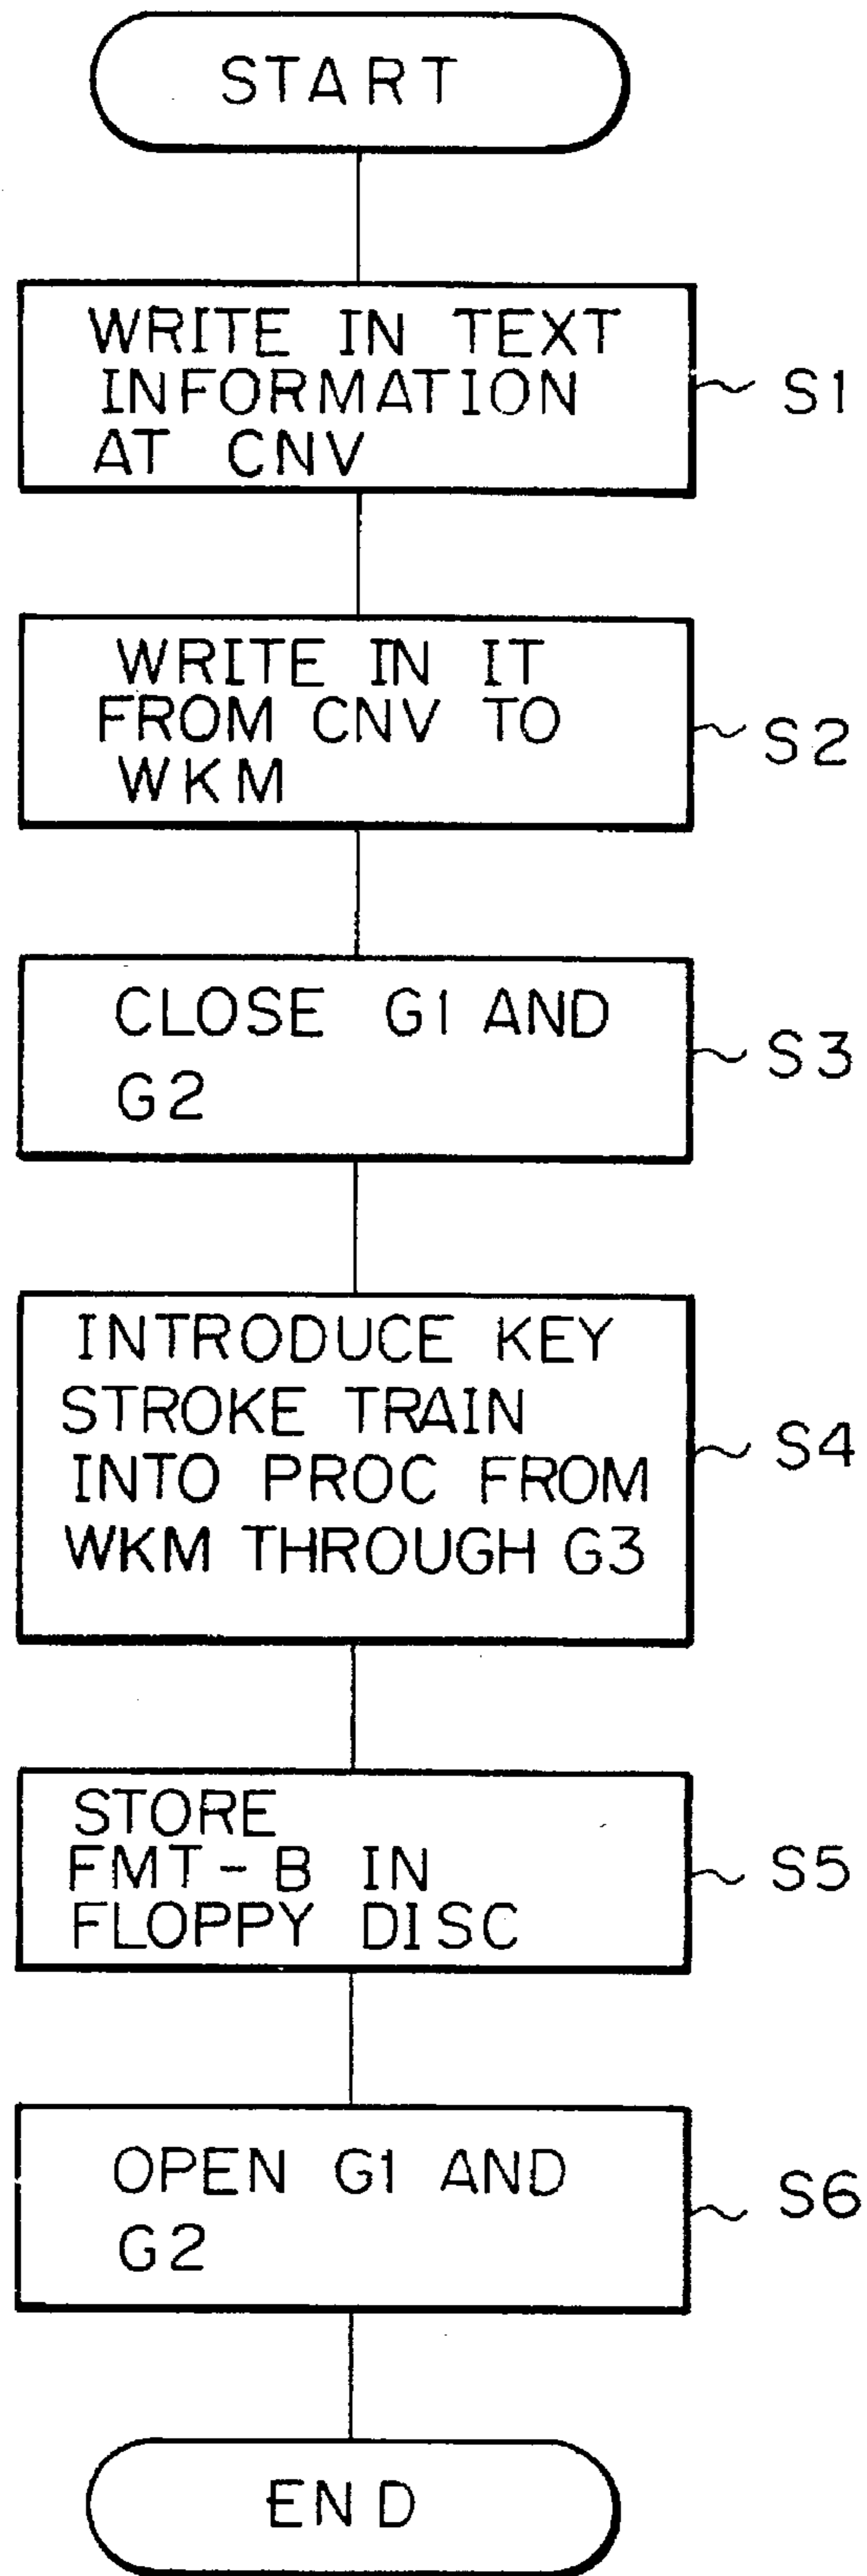 START
WRITE IN TEXT
INFORMATION
AT CNV
S1
WRITE IN IT
FROM CNV TO
WKM
S2
CLOSE G1 AND
G2
S3
INTRODUCE KEY
STROKE TRAIN
INTO PROC FROM
WKM THROUGH G3
S4
STORE
FMT-B IN
FLOPPY DISC
S5
OPEN G1 AND
G2
S6
END